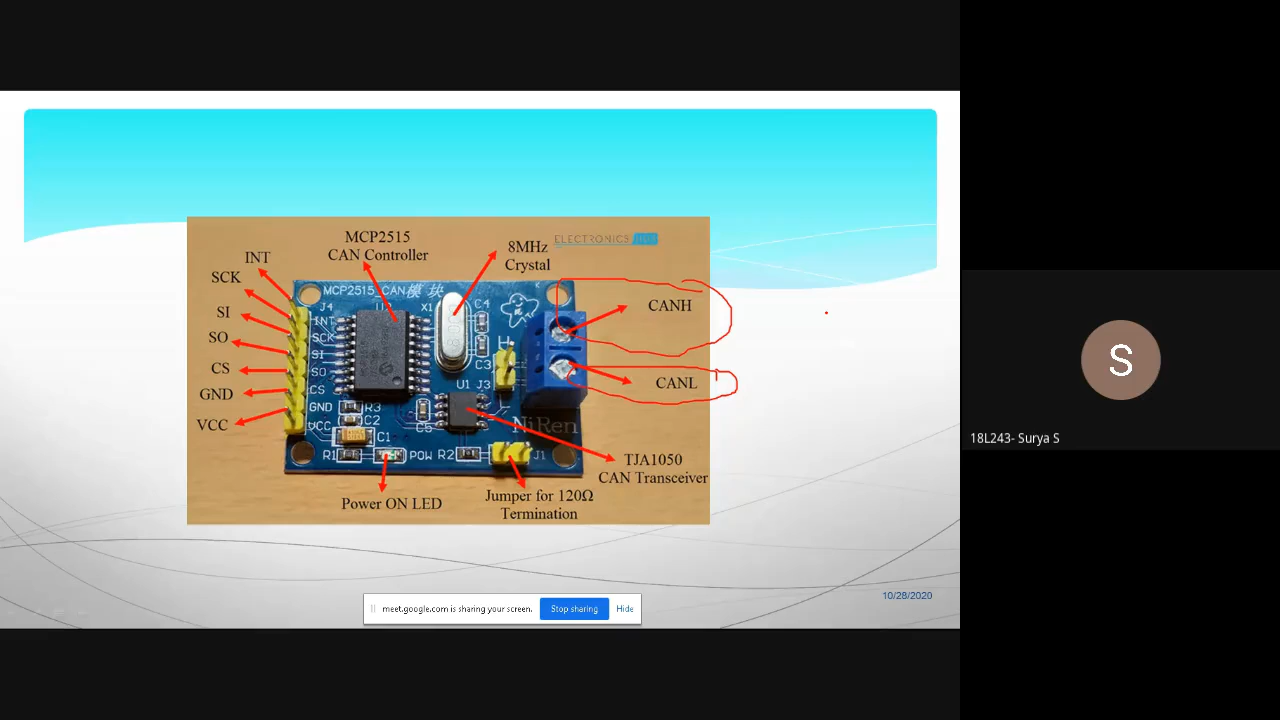 MCP2515
CAN Controller
8MHz
Crystal
ELECTRONICS HUB
INT
SCK
SI
SO
CS
GND
VCC
CANH
CANL
MCP2515_CAN模块
J4
U2
X1
C4
K
INT
SCK
SI
SO
CS
GND
VCC
R3
C2
C1
R1
POW
R2
C5
U1
J3
C3
H
L
J1
NiRen
TJA1050
CAN Transceiver
Power ON LED
Jumper for 120Ω
Termination
10/28/2020
meet.google.com is sharing your screen.
Stop sharing
Hide
S
18L243- Surya S